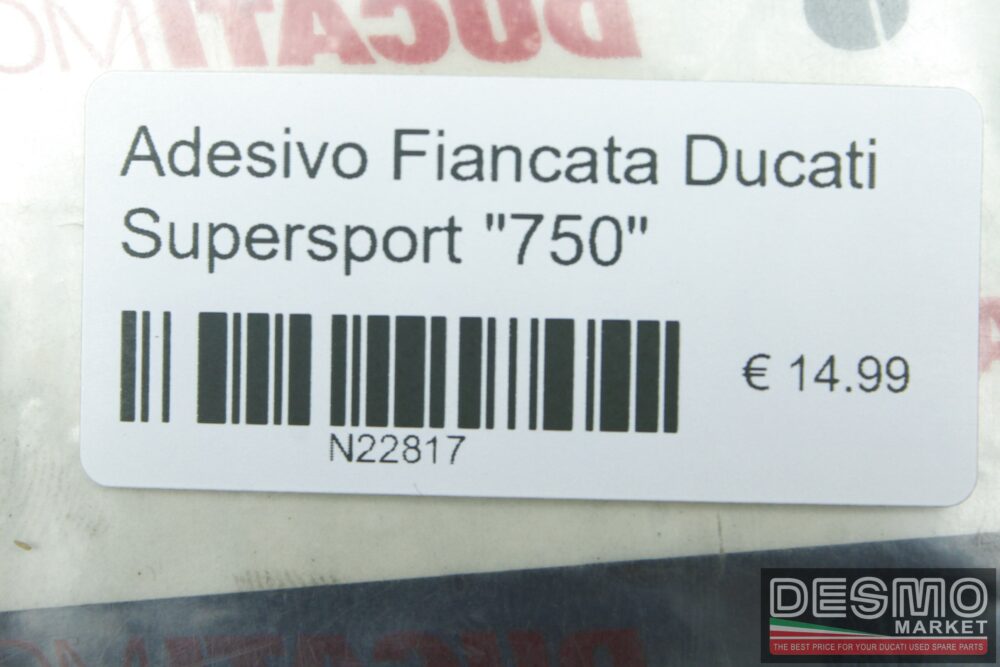 DUCATI
Adesivo Fiancata Ducati
Supersport "750"
€ 14.99
N22817
DESMO
MARKET
THE BEST PRICE FOR YOUR DUCATI USED SPARE PARTS